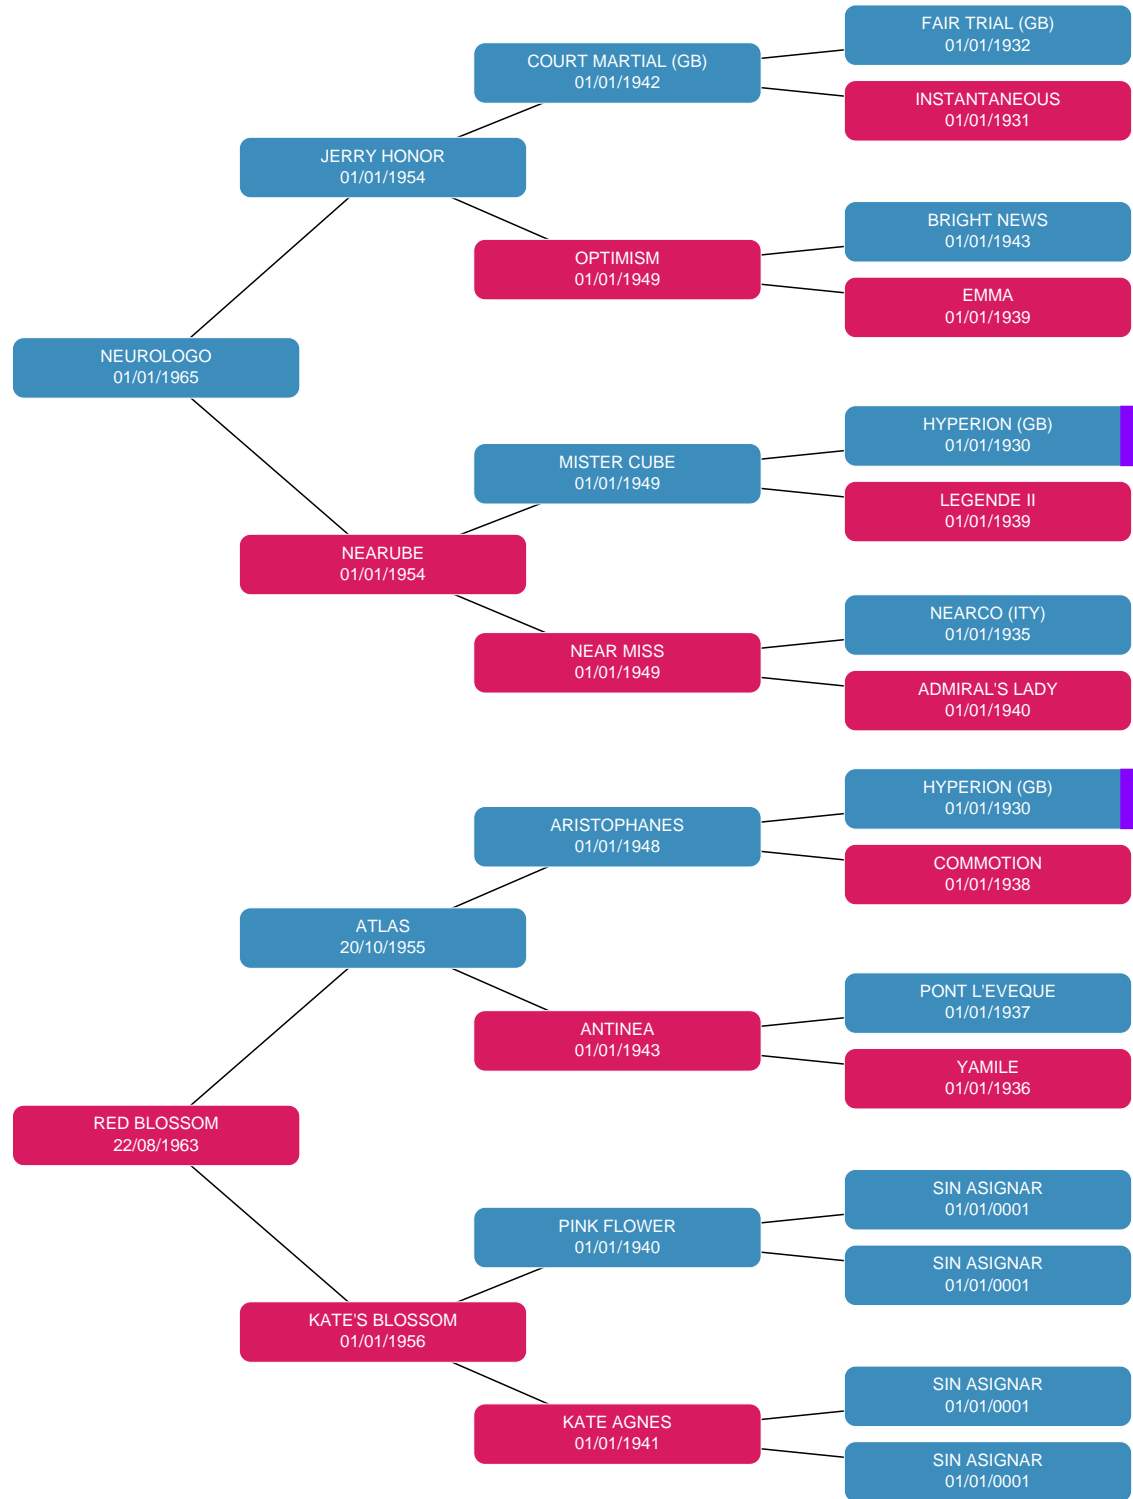 FAIR TRIAL (GB)
01/01/1932
COURT MARTIAL (GB)
01/01/1942
INSTANTANEOUS
01/01/1931
JERRY HONOR
01/01/1954
BRIGHT NEWS
01/01/1943
OPTIMISM
01/01/1949
EMMA
01/01/1939
NEUROLOGO
01/01/1965
HYPERION (GB)
01/01/1930
MISTER CUBE
01/01/1949
LEGENDE II
01/01/1939
NEARUBE
01/01/1954
NEARCO (ITY)
01/01/1935
NEAR MISS
01/01/1949
ADMIRAL'S LADY
01/01/1940
HYPERION (GB)
01/01/1930
ARISTOPHANES
01/01/1948
COMMOTION
01/01/1938
ATLAS
20/10/1955
PONT L'EVEQUE
01/01/1937
ANTINEA
01/01/1943
YAMILE
01/01/1936
RED BLOSSOM
22/08/1963
SIN ASIGNAR
01/01/0001
PINK FLOWER
01/01/1940
SIN ASIGNAR
01/01/0001
KATE'S BLOSSOM
01/01/1956
SIN ASIGNAR
01/01/0001
KATE AGNES
01/01/1941
SIN ASIGNAR
01/01/0001